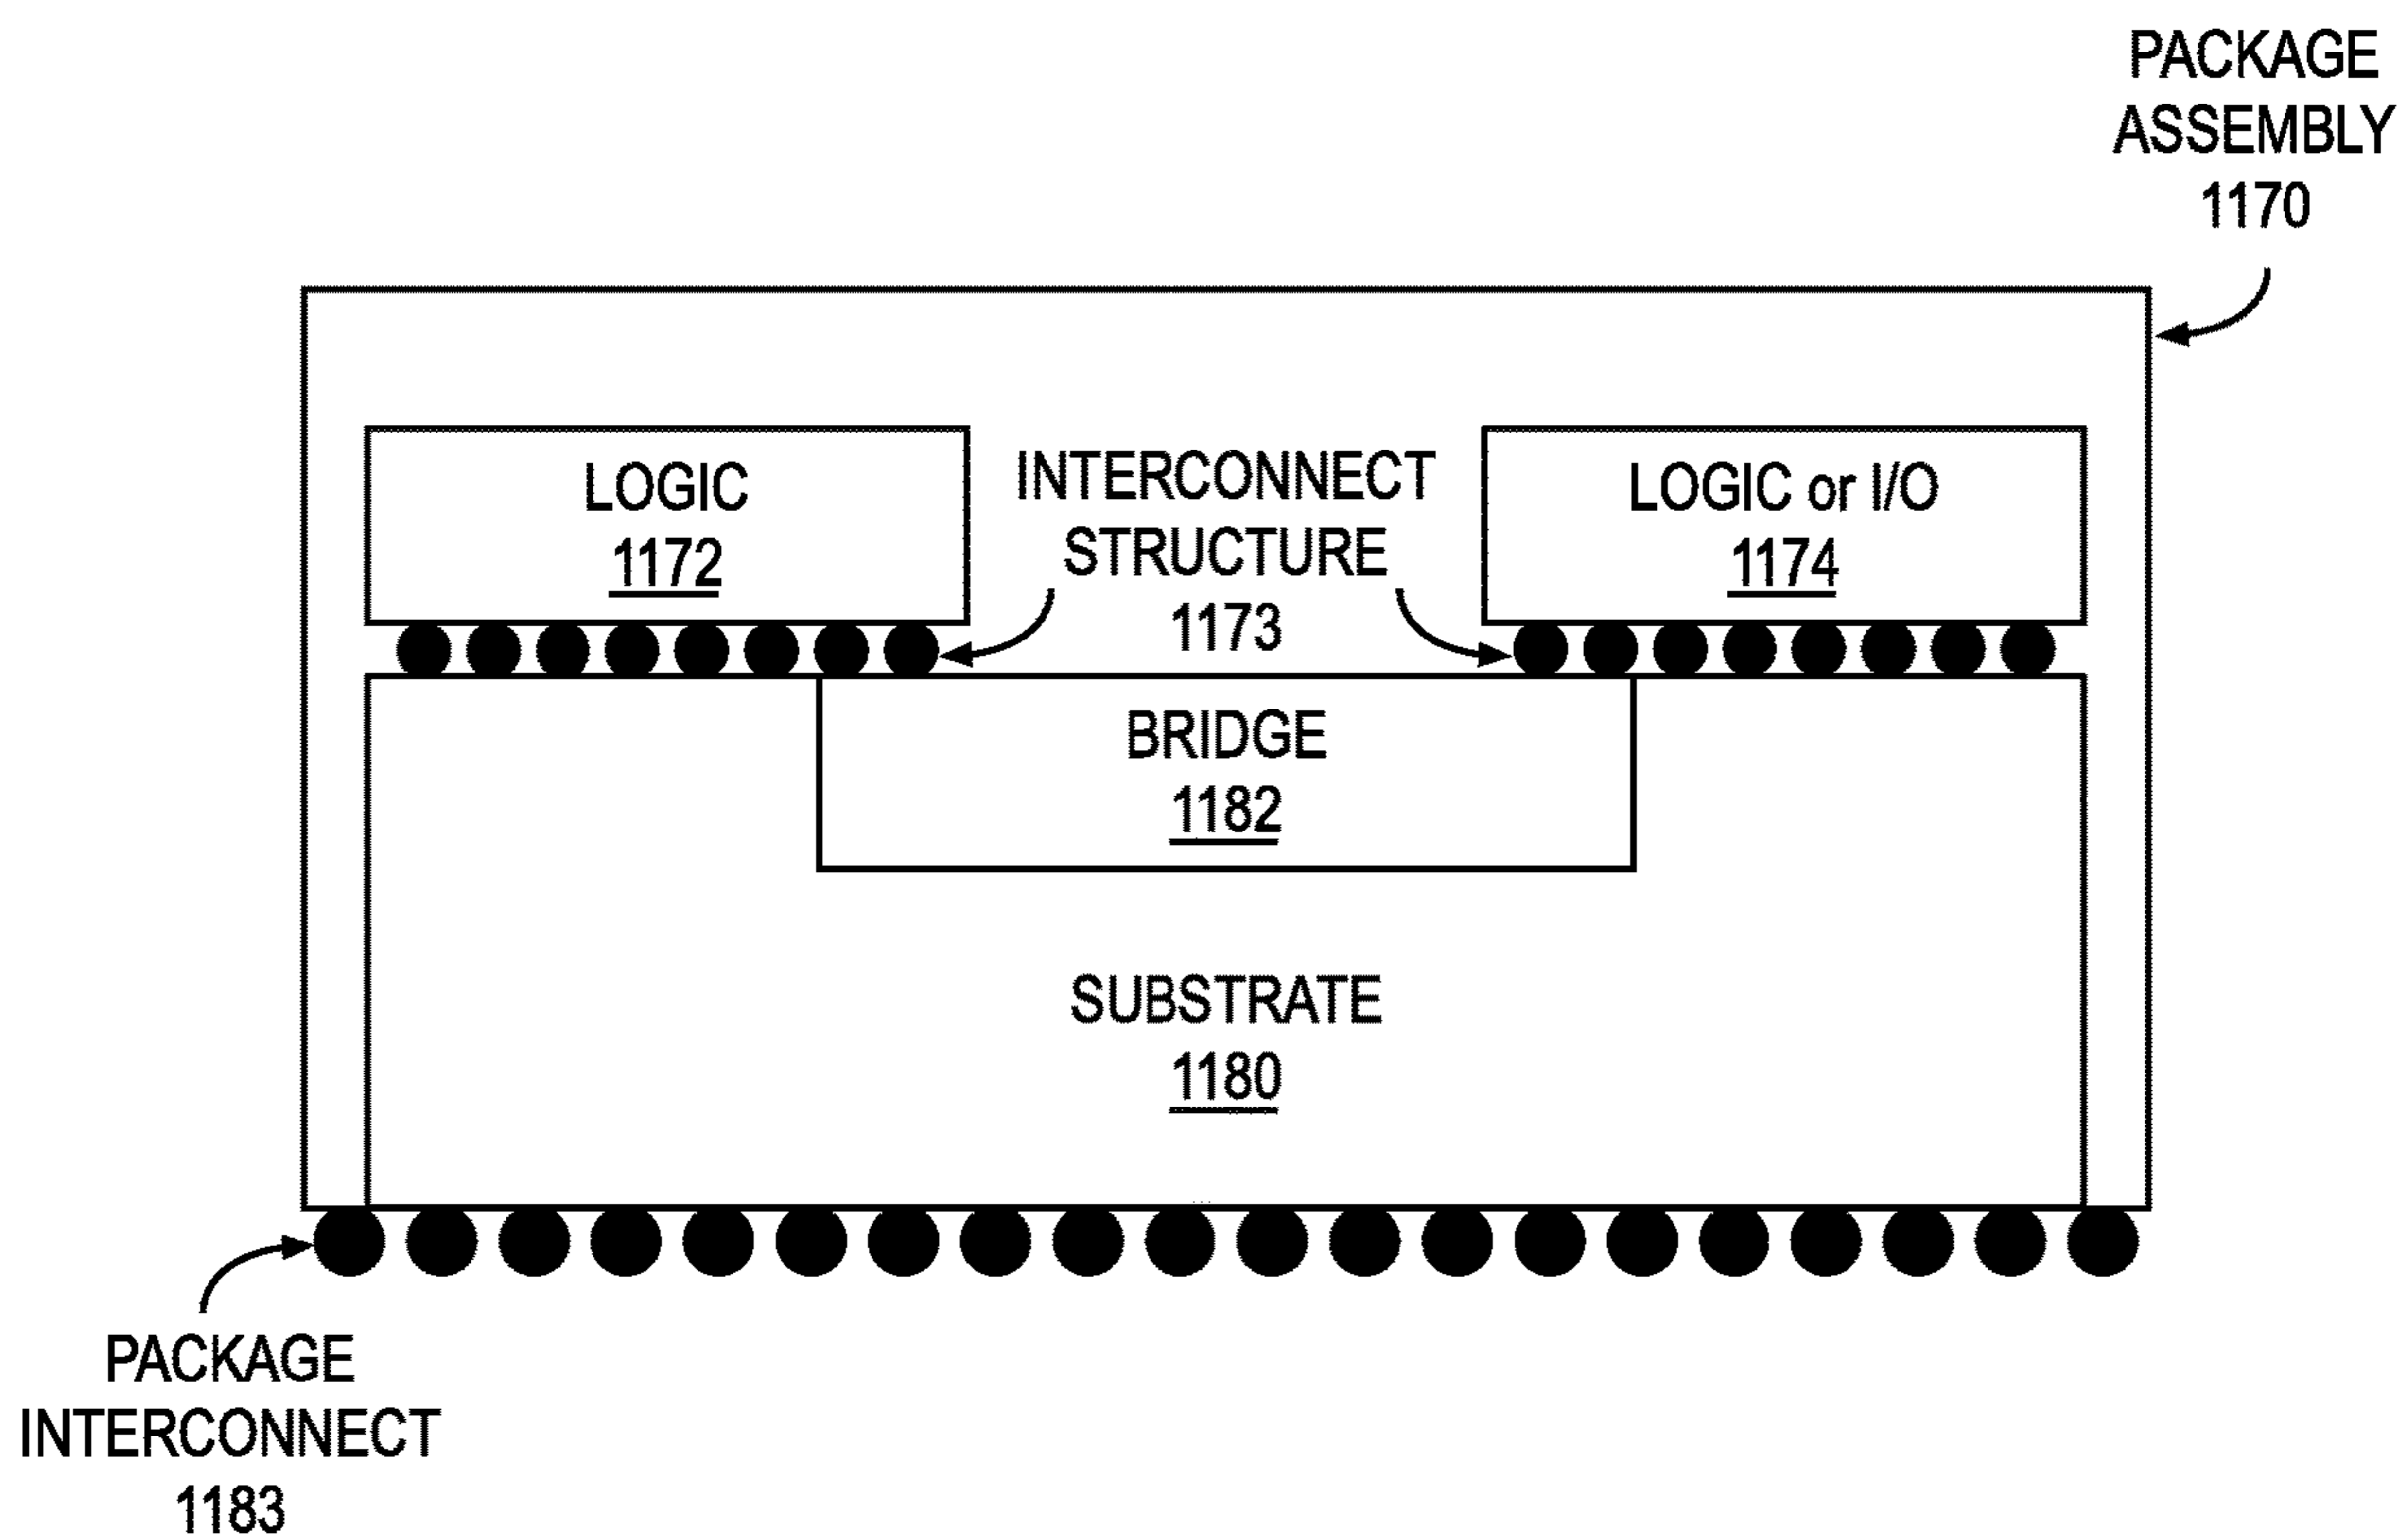 PACKAGE
ASSEMBLY
1170
LOGIC
1172
INTERCONNECT
STRUCTURE
1173
LOGIC or I/O
1174
BRIDGE
1182
SUBSTRATE
1180
PACKAGE
INTERCONNECT
1183